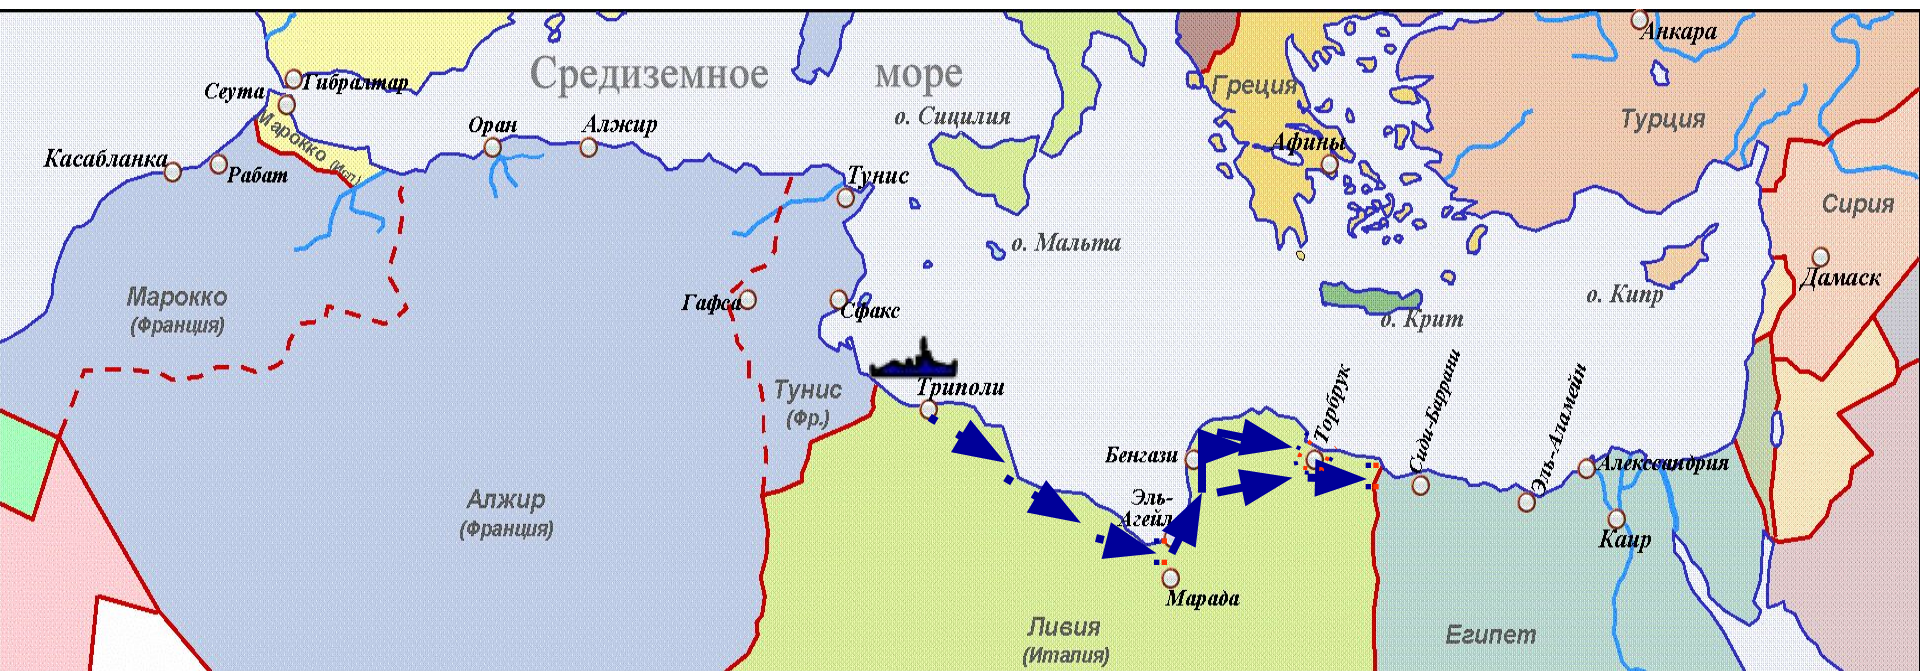 Анкара
Средиземное море
Гибралтар
Сеута
Греция
о. Сицилия
Турция
Марокко (Исп)
Оран
Алжир
Афины
Касабланка
Рабат
Тунис
Сирия
о. Мальта
Дамаск
Марокко
(Франция)
Гафса
Сфакс
о. Кипр
о. Крит
Тунис
(Фр.)
Триполи
Торбрук
Сиди-Баррани
Эль-Аламейн
Бенгази
Александрия
Алжир
(Франция)
Эль-
Агейл
Каир
Марада
Ливия
(Италия)
Египет